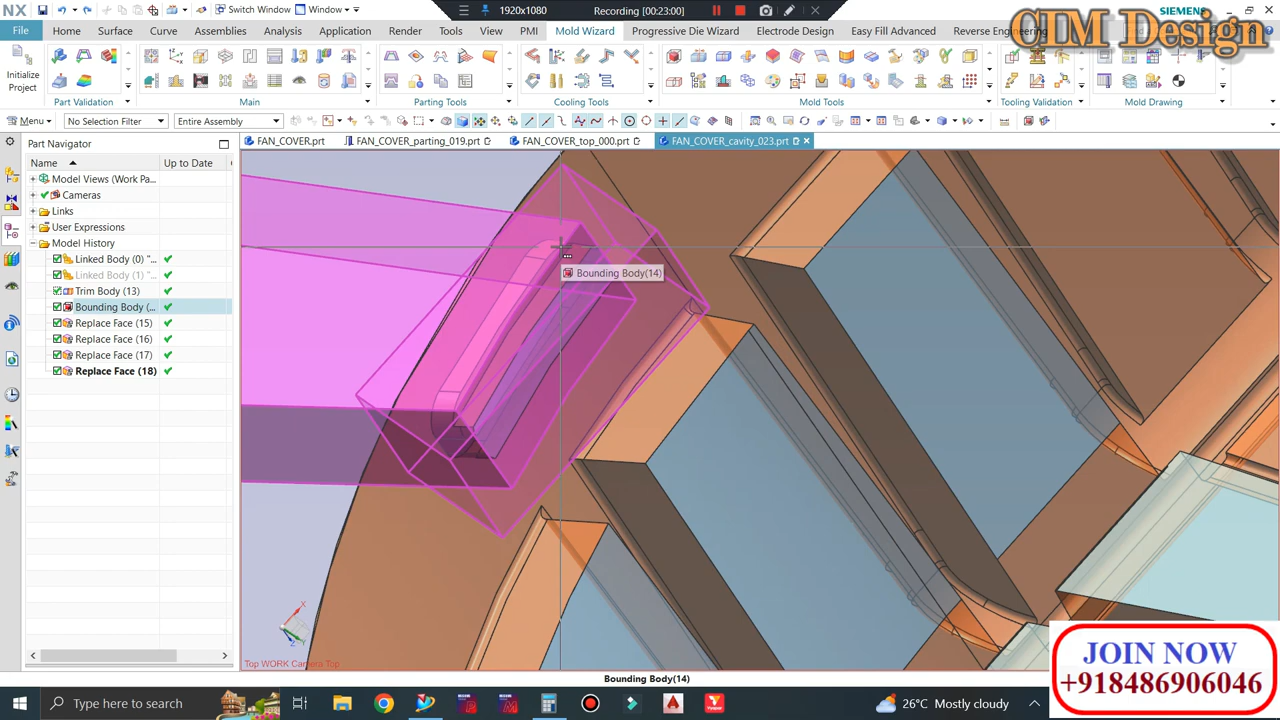 NX
Switch Window
Window
1920x1080
Recording [00:23:00]
SIEMENS
CIM Design
File
Home
Surface
Curve
Assemblies
Analysis
Application
Render
Tools
View
PMI
Mold Wizard
Progressive Die Wizard
Electrode Design
Easy Fill Advanced
Reverse Engineering
Initialize
Project
Part Validation
Main
Parting Tools
Cooling Tools
Mold Tools
Tooling Validation
Mold Drawing
Menu
No Selection Filter
Entire Assembly
Part Navigator
FAN_COVER.prt
FAN_COVER_parting_019.prt
FAN_COVER_top_000.prt
FAN_COVER_cavity_023.prt
Name
Up to Date
Model Views (Work Pa...
Cameras
Links
User Expressions
Model History
Linked Body (0) "...
Linked Body (1) "...
Trim Body (13)
Bounding Body (...
Replace Face (15)
Replace Face (16)
Replace Face (17)
Replace Face (18)
Bounding Body(14)
X
Top WORK Camera Top
Bounding Body(14)
JOIN NOW
+918486906046
Type here to search
26°C Mostly cloudy